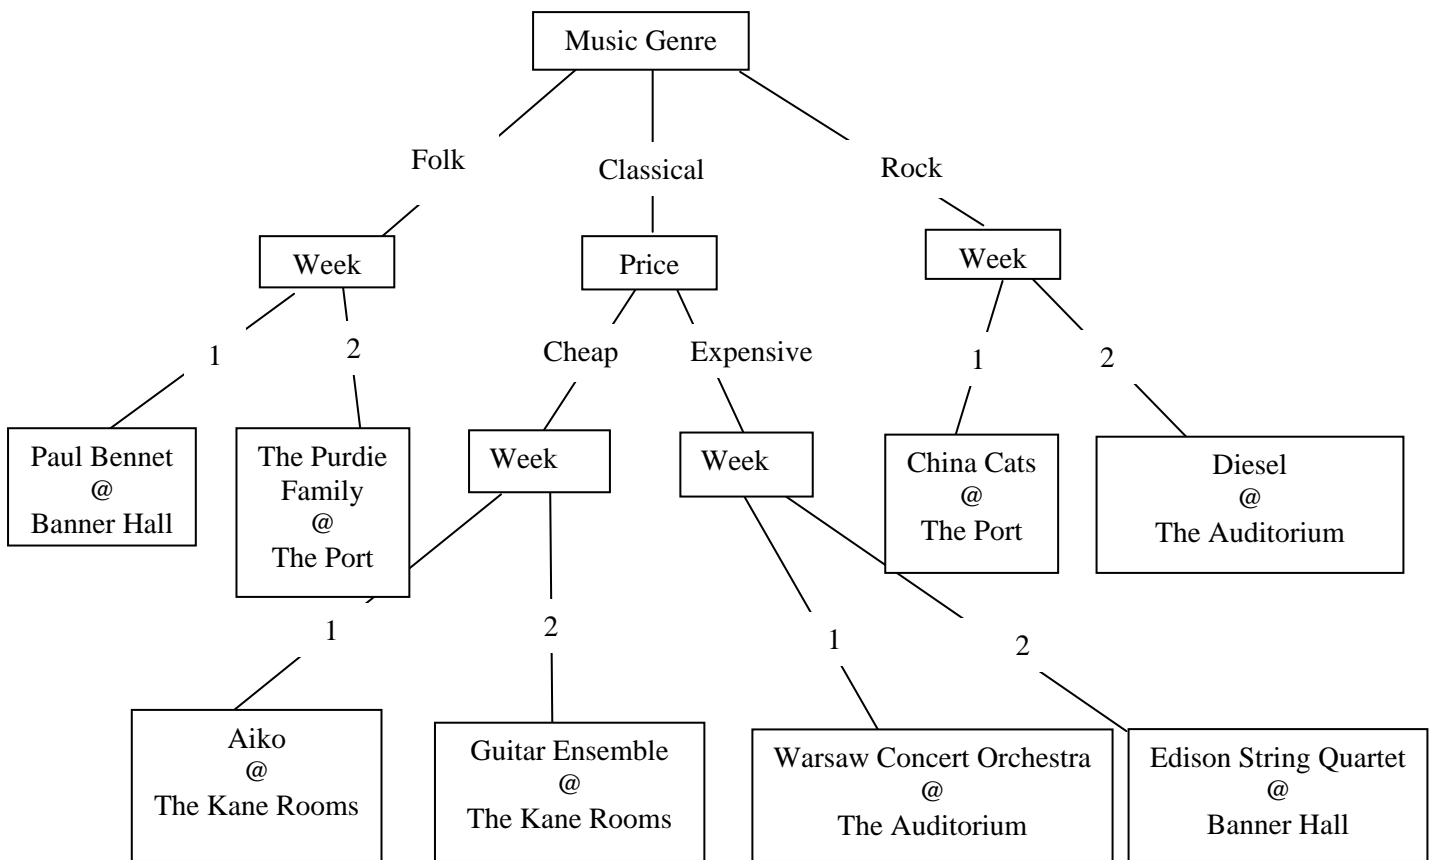 Music Genre
Folk
Classical
Rock
Week
Price
Week
1
2
Cheap
Expensive
1
2
Paul Bennet
@
Banner Hall
The Purdie
Family
@
The Port
Week
Week
China Cats
@
The Port
Diesel
@
The Auditorium
1
2
1
2
Aiko
@
The Kane Rooms
Guitar Ensemble
@
The Kane Rooms
Warsaw Concert Orchestra
@
The Auditorium
Edison String Quartet
@
Banner Hall